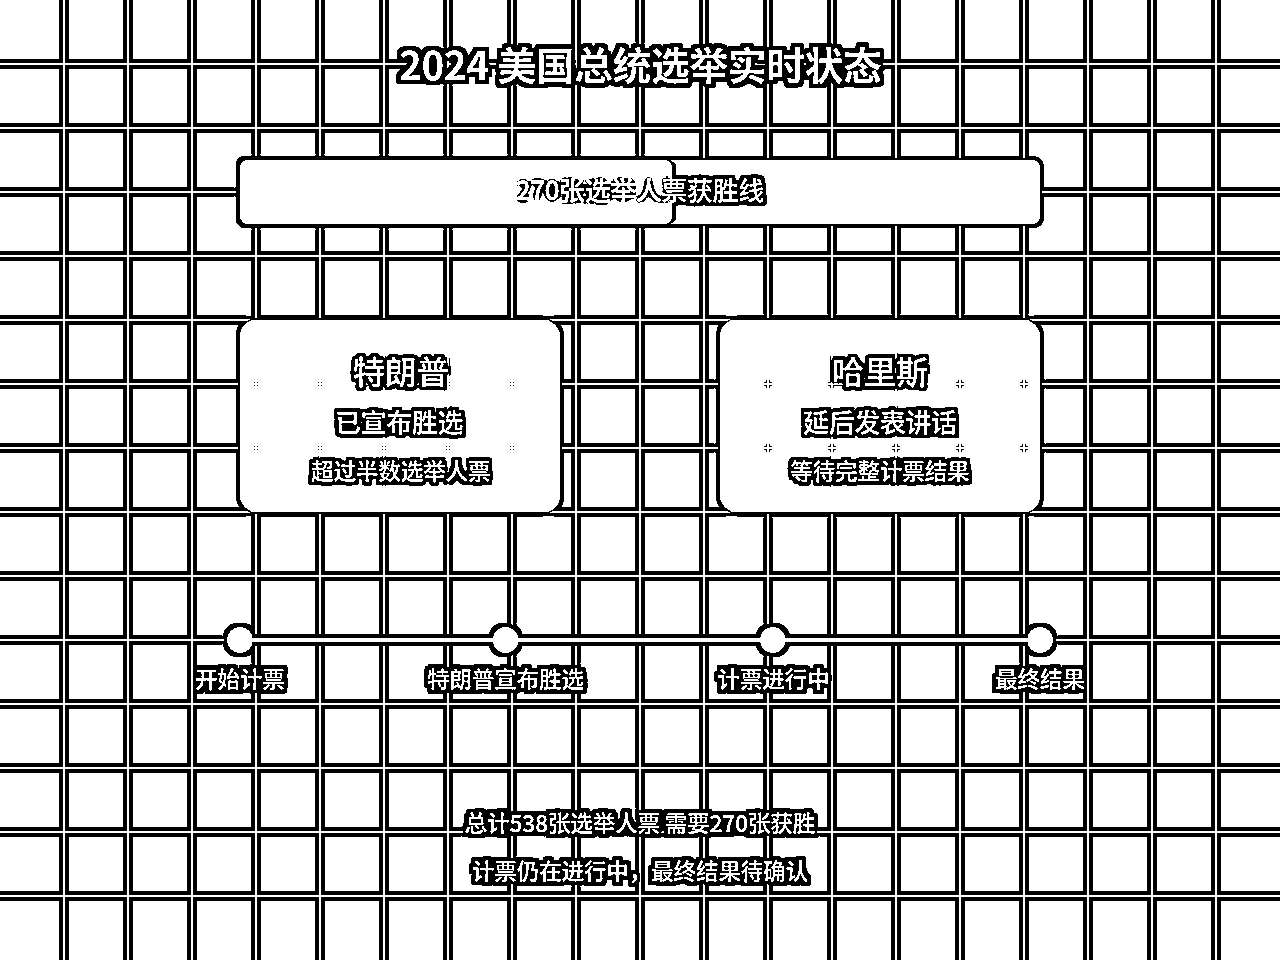 2024 美国总统选举实时状态
270张选举人票获胜线
特朗普
已宣布胜选
超过半数选举人票
哈里斯
延后发表讲话
等待完整计票结果
开始计票
特朗普宣布胜选
计票进行中
最终结果
总计538张选举人票 需要270张获胜
计票仍在进行中，最终结果待确认